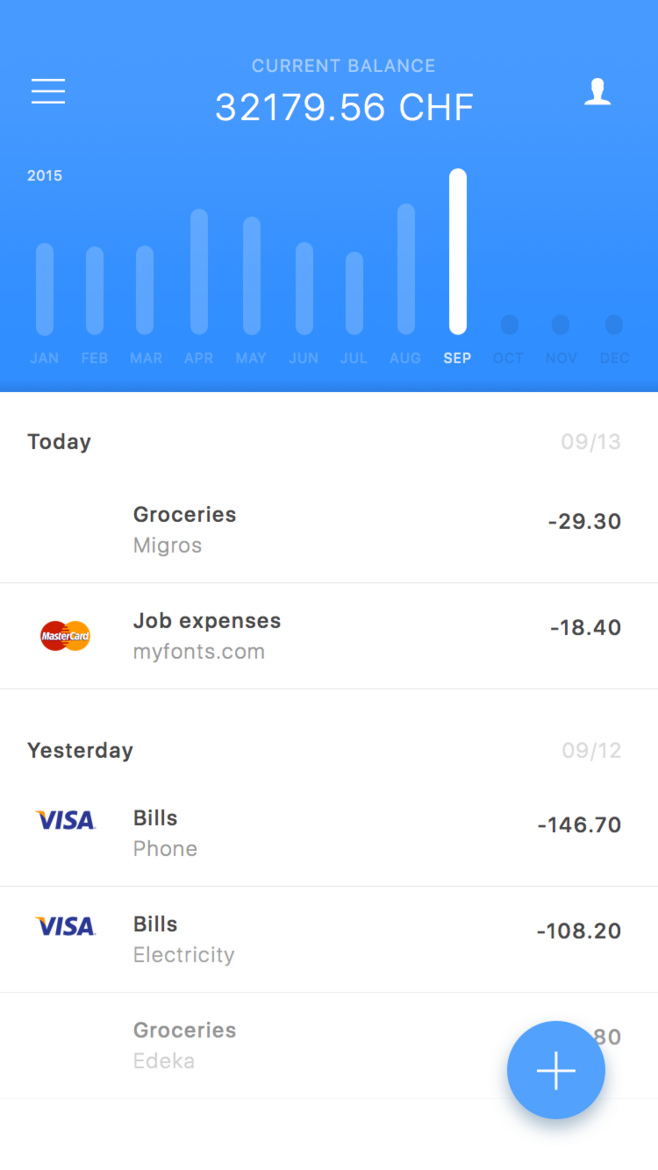 CURRENT BALANCE
32179.56 CHF
2015
JAN FEB MAR APR MAY JUN JUL AUG SEP OCT NOV DEC
Today 09/13
Groceries -29.30
Migros
MasterCard
Job expenses -18.40
myfonts.com
Yesterday 09/12
VISA Bills -146.70
Phone
VISA Bills -108.20
Electricity
Groceries 80
Edeka